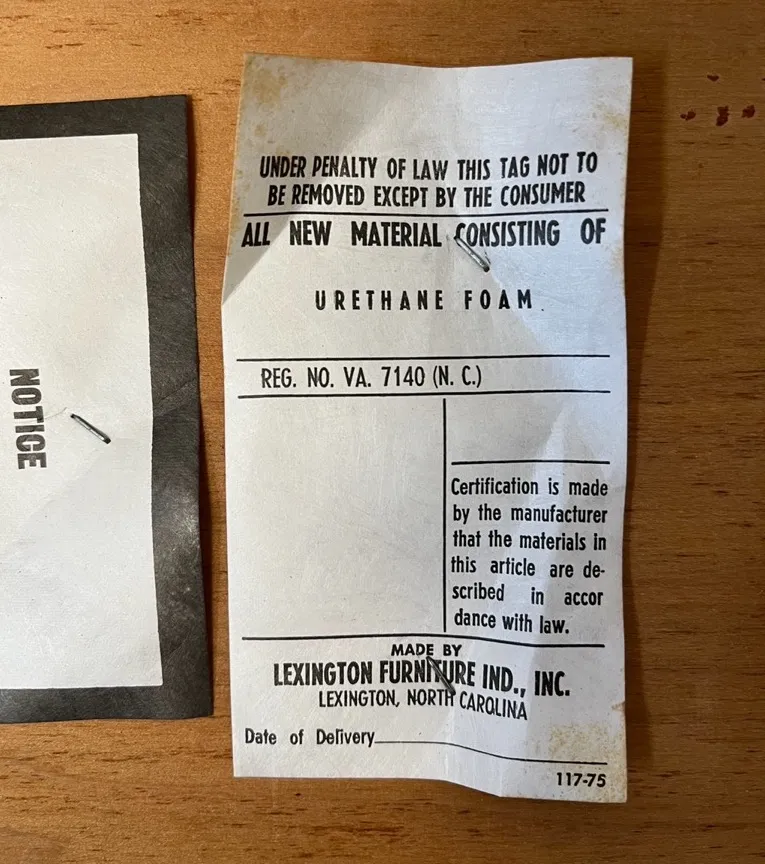 NOTICE
UNDER PENALTY OF LAW THIS TAG NOT TO
BE REMOVED EXCEPT BY THE CONSUMER
ALL NEW MATERIAL CONSISTING OF
URETHANE FOAM
REG. NO. VA. 7140 (N. C.)
Certification is made
by the manufacturer
that the materials in
this article are de-
scribed in accor
dance with law.
MADE BY
LEXINGTON FURNITURE IND., INC.
LEXINGTON, NORTH CAROLINA
Date of Delivery
117-75